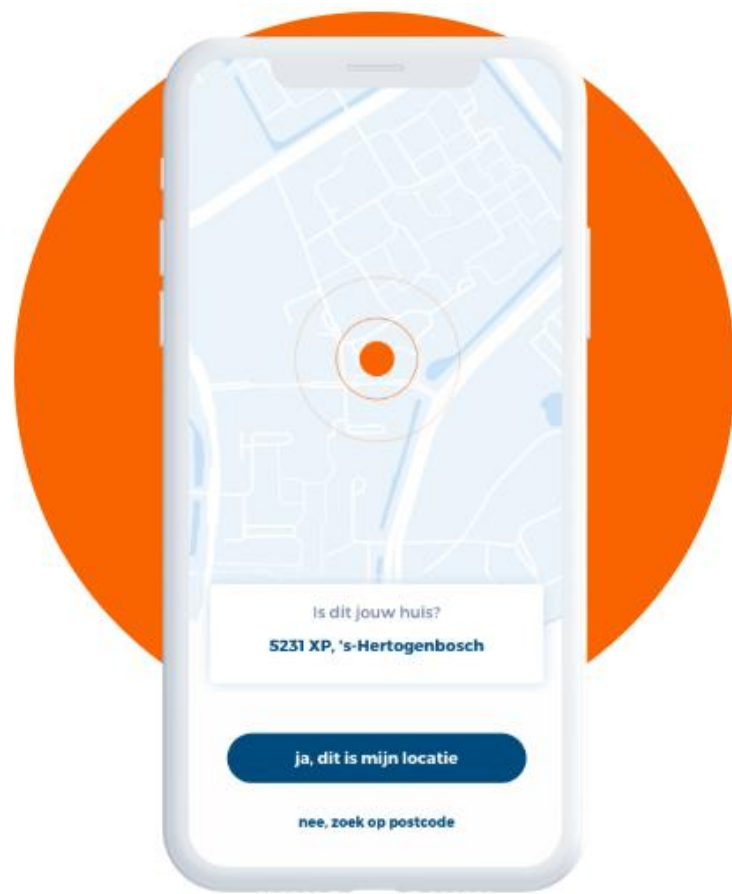 Is dit jouw huis?
5231 XP, 's-Hertogenbosch
ja, dit is mijn locatie
nee, zoek op postcode